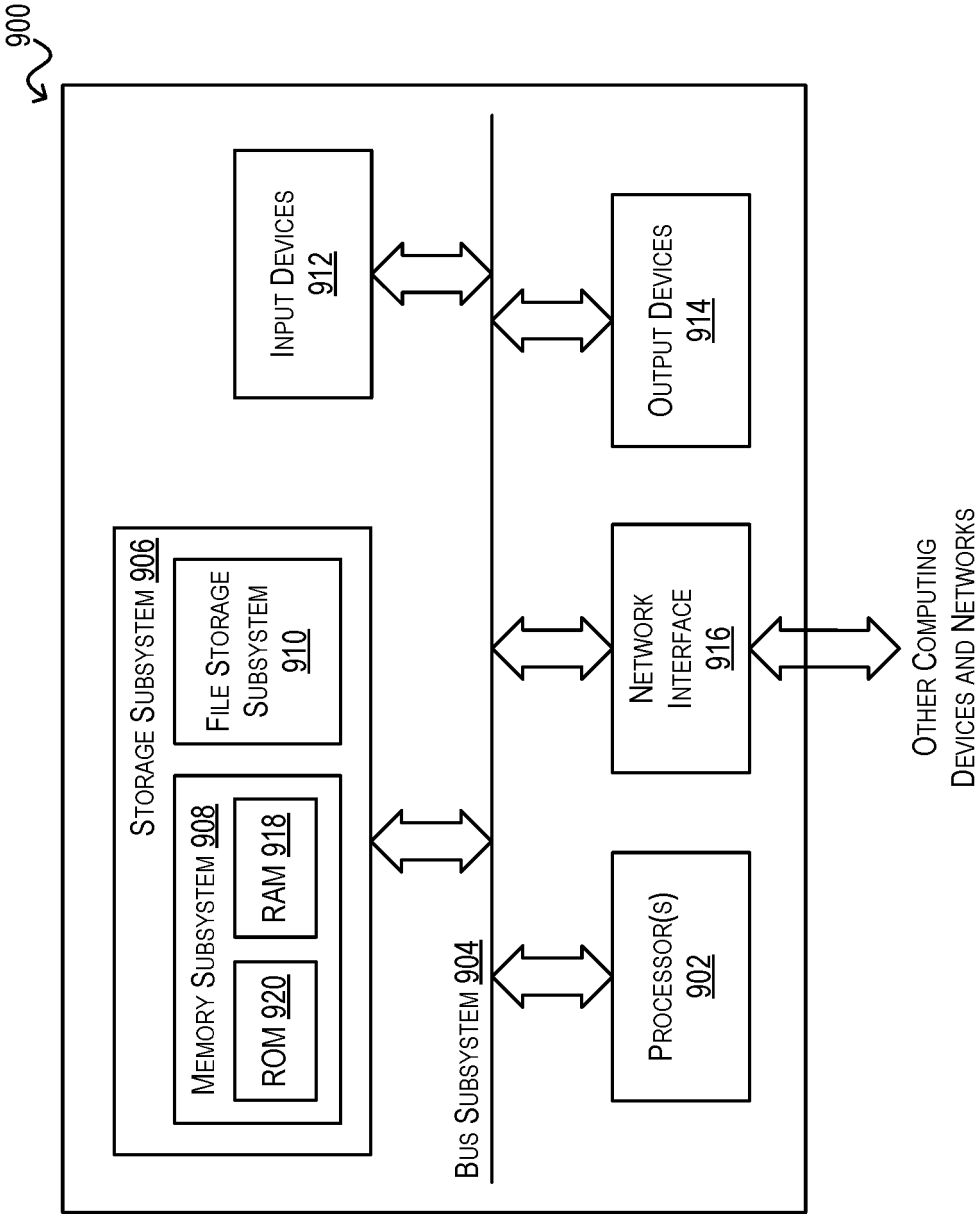 900
STORAGE SUBSYSTEM 906
MEMORY SUBSYSTEM 908
ROM 920
RAM 918
FILE STORAGE
SUBSYSTEM
910
INPUT DEVICES
912
BUS SUBSYSTEM 904
PROCESSOR(S)
902
NETWORK
INTERFACE
916
OUTPUT DEVICES
914
OTHER COMPUTING
DEVICES AND NETWORKS